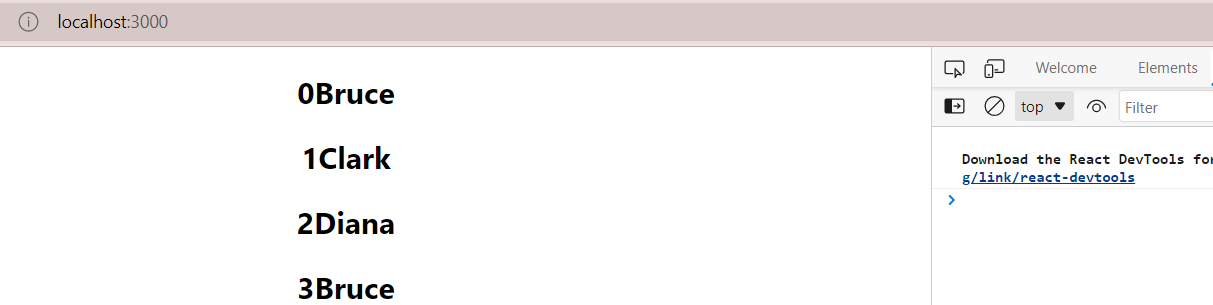 localhost:3000
0Bruce
1Clark
2Diana
3Bruce
Welcome
Elements
top
Filter
Download the React DevTools for
g/link/react-devtools